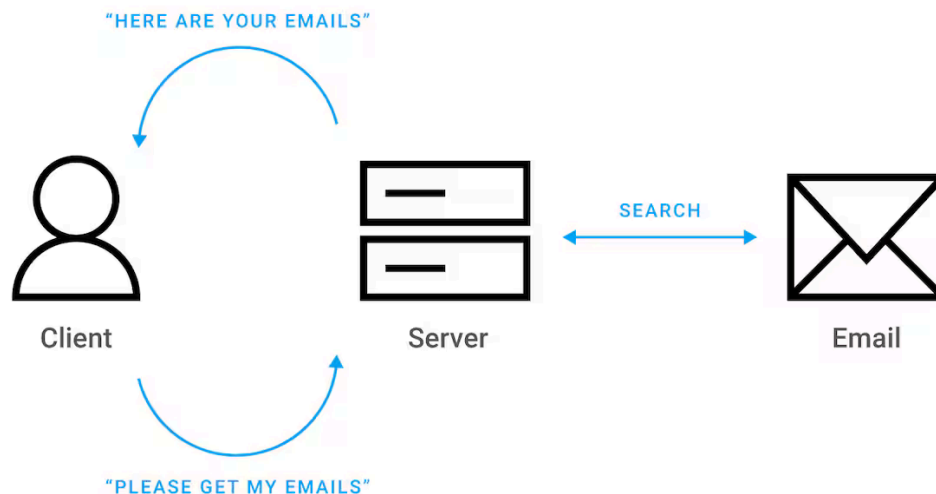 “HERE ARE YOUR EMAILS”
SEARCH
Client
Server
Email
“PLEASE GET MY EMAILS”